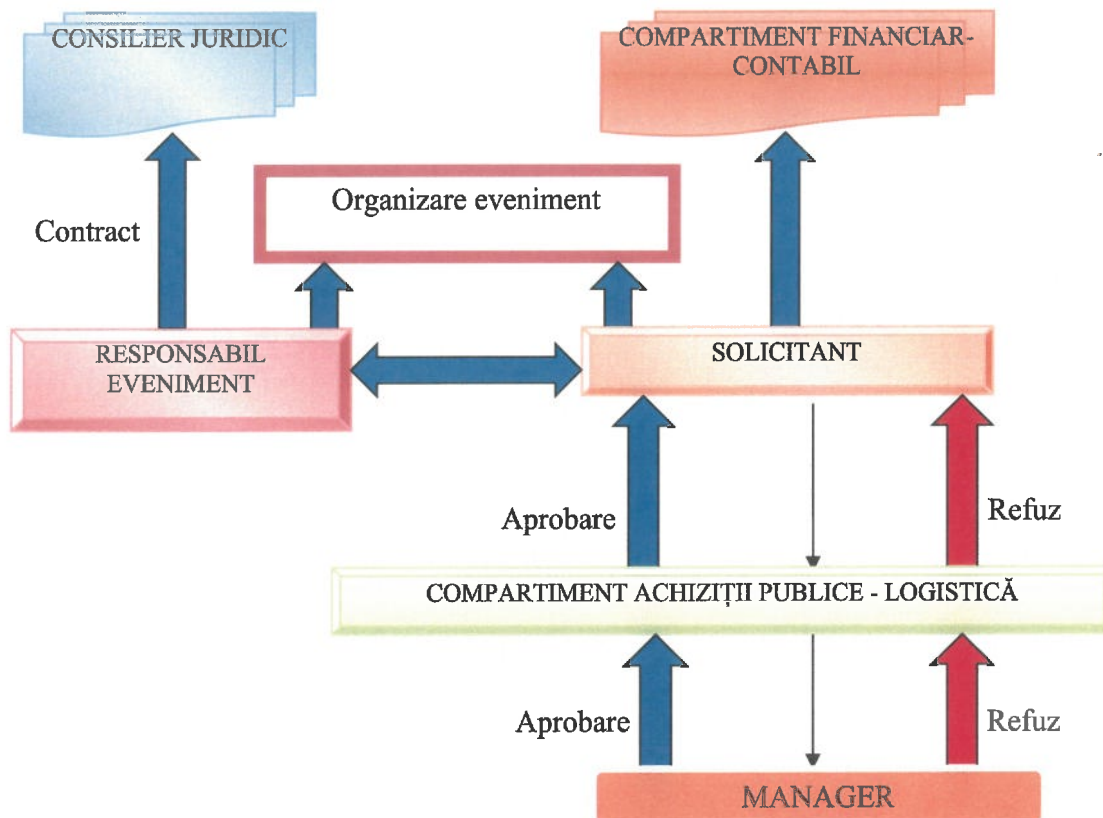 CONSILIER JURIDIC
COMPARTIMENT FINANCIAR-
CONTABIL
Organizare eveniment
Contract
RESPONSABIL
EVENIMENT
SOLICITANT
Aprobare
Refuz
COMPARTIMENT ACHIZIȚII PUBLICE - LOGISTICĂ
Aprobare
Refuz
MANAGER